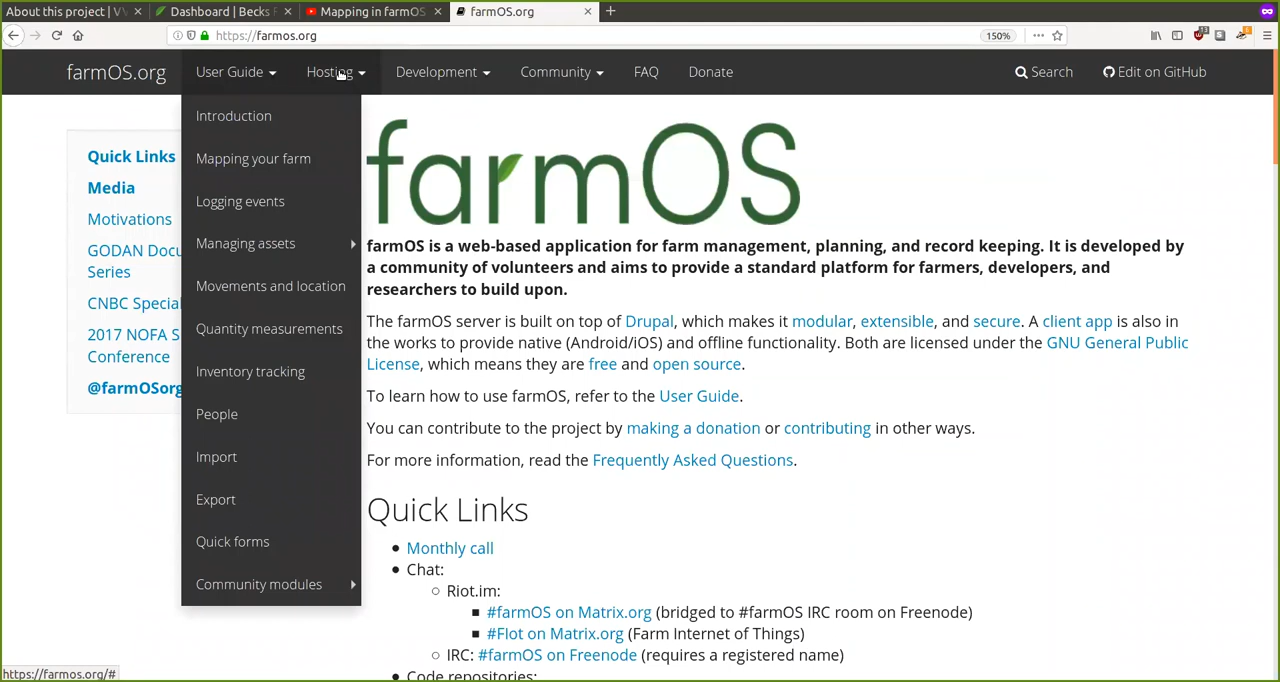 About this project | V
Dashboard | Becks F
Mapping in farmOS
farmOS.org
https://farmos.org
150%
farmOS.org
User Guide
Hosting
Development
Community
FAQ
Donate
Search
Edit on GitHub
Introduction
Mapping your farm
Logging events
Managing assets
Movements and location
Quantity measurements
Inventory tracking
People
Import
Export
Quick forms
Community modules
Quick Links
Media
Motivations
GODAN Docu
Series
CNBC Special
2017 NOFA S
Conference
@farmOSorg
farmOS
farmOS is a web-based application for farm management, planning, and record keeping. It is developed by
a community of volunteers and aims to provide a standard platform for farmers, developers, and
researchers to build upon.
The farmOS server is built on top of Drupal, which makes it modular, extensible, and secure. A client app is also in
the works to provide native (Android/iOS) and offline functionality. Both are licensed under the GNU General Public
License, which means they are free and open source.
To learn how to use farmOS, refer to the User Guide.
You can contribute to the project by making a donation or contributing in other ways.
For more information, read the Frequently Asked Questions.
Quick Links
Monthly call
Chat:
Riot.im:
#farmOS on Matrix.org (bridged to #farmOS IRC room on Freenode)
#FIot on Matrix.org (Farm Internet of Things)
IRC: #farmOS on Freenode (requires a registered name)
Code repositories:
https://farmos.org/#